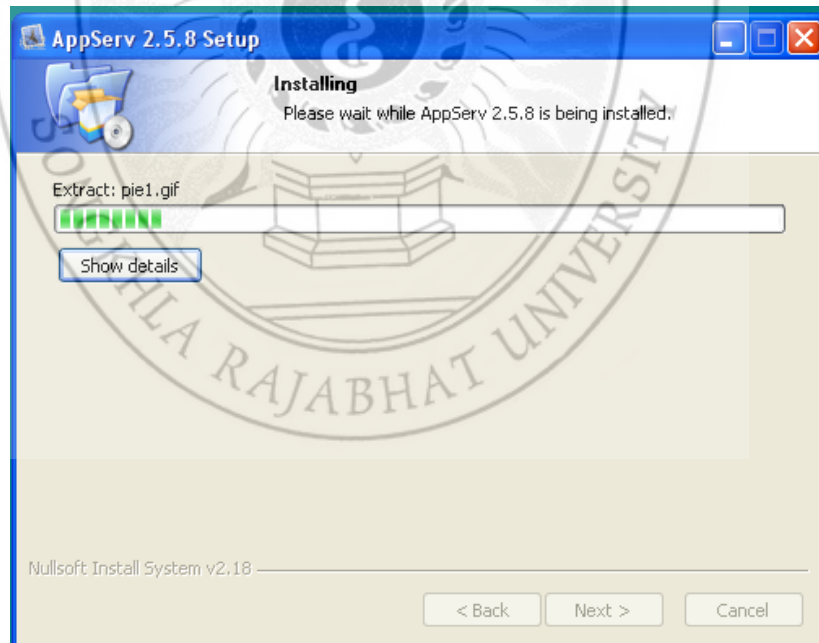 AppServ 2.5.8 Setup
Installing
Please wait while AppServ 2.5.8 is being installed.
Extract: pie1.gif
Show details
SONGKHLA RAJABHAT UNIVERSITY
Nullsoft Install System v2.18
< Back
Next >
Cancel